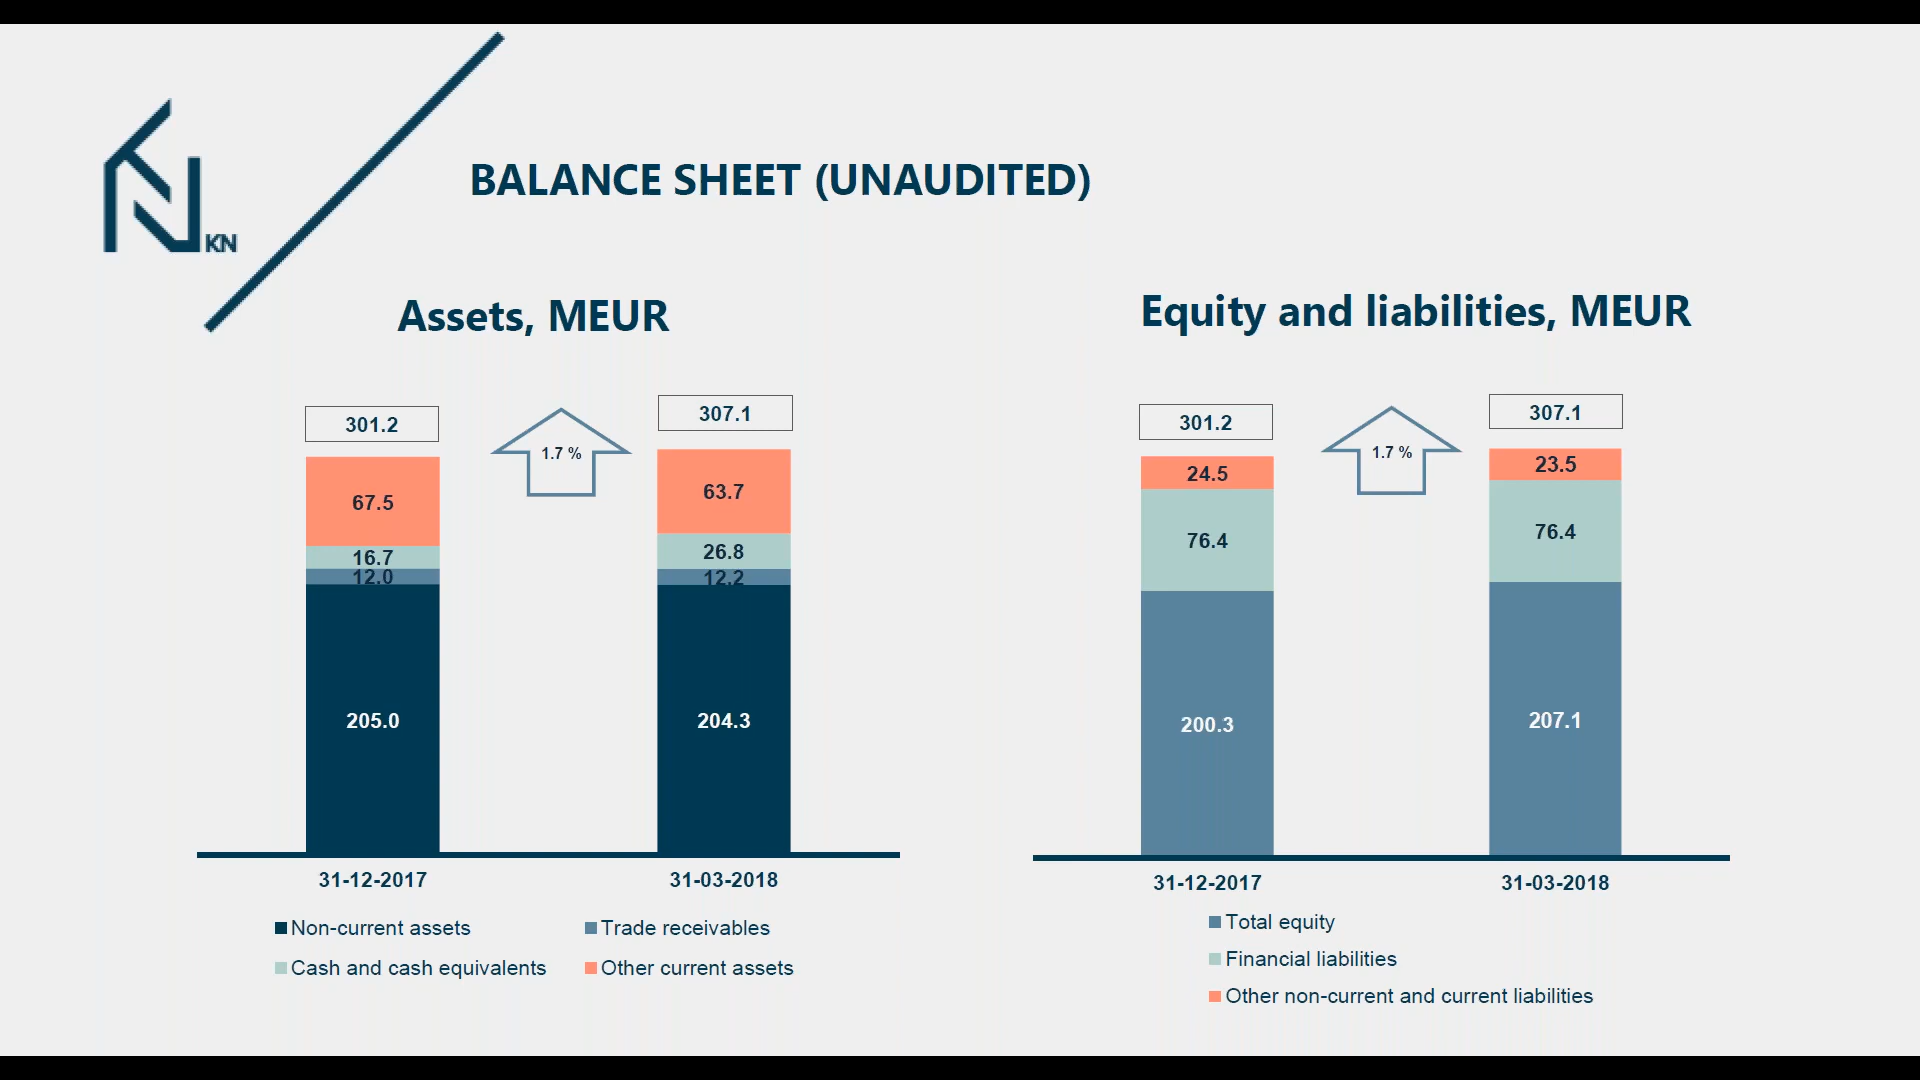 KN
BALANCE SHEET (UNAUDITED)
Assets, MEUR
301.2
307.1
1.7 %
67.5
63.7
16.7
26.8
12.0
12.2
205.0
204.3
31-12-2017
31-03-2018
Non-current assets
Trade receivables
Cash and cash equivalents
Other current assets
Equity and liabilities, MEUR
301.2
307.1
1.7 %
24.5
23.5
76.4
76.4
200.3
207.1
31-12-2017
31-03-2018
Total equity
Financial liabilities
Other non-current and current liabilities